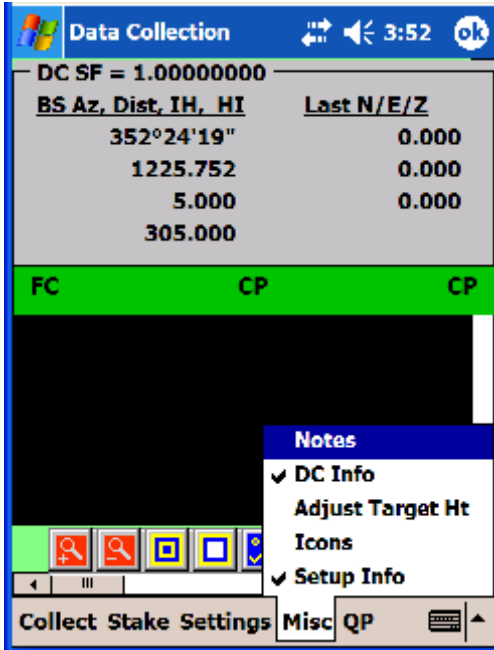 Data Collection 3:52 ok
DC SF = 1.00000000
BS Az, Dist, IH, HI Last N/E/Z
352°24'19" 0.000
1225.752 0.000
5.000 0.000
305.000
FC CP CP
Notes
DC Info
Adjust Target Ht
Icons
Setup Info
Collect Stake Settings Misc QP